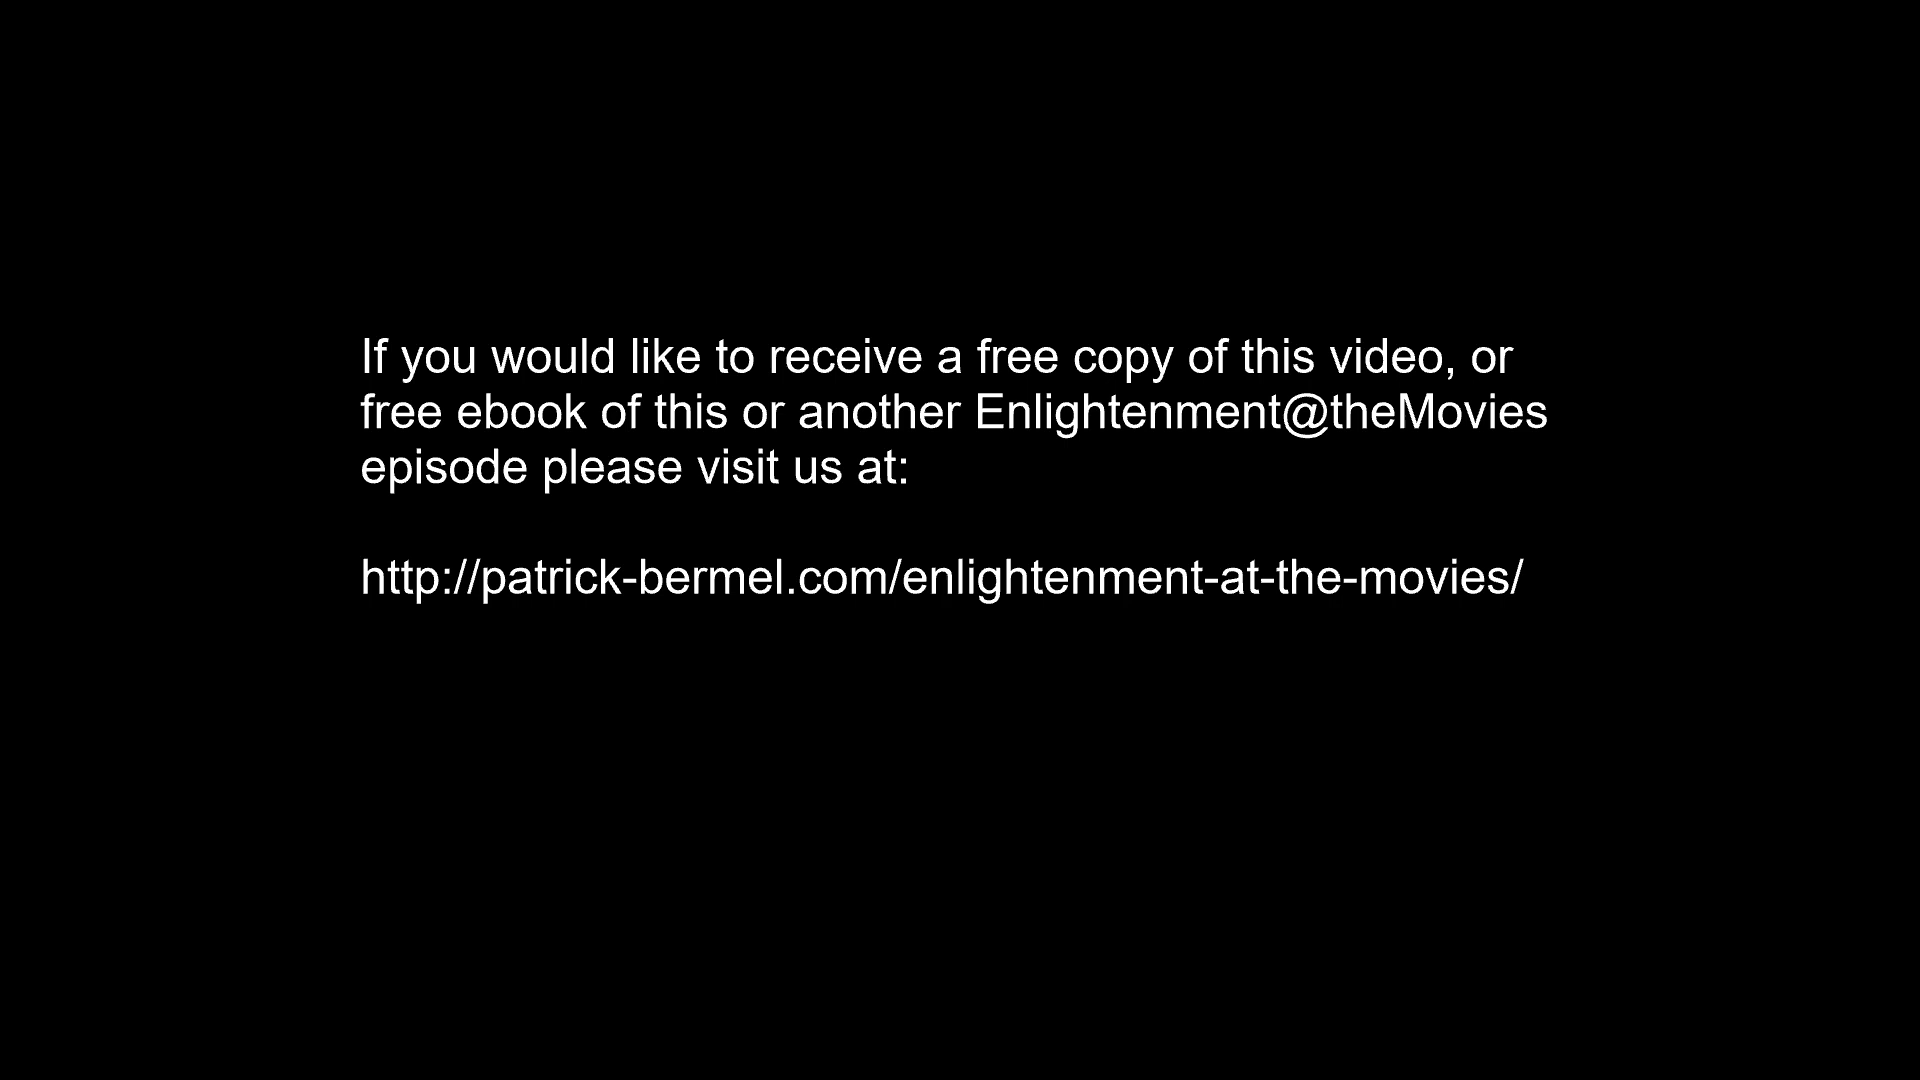 If you would like to receive a free copy of this video, or
free ebook of this or another Enlightenment@theMovies
episode please visit us at:
http://patrick-bermel.com/enlightenment-at-the-movies/